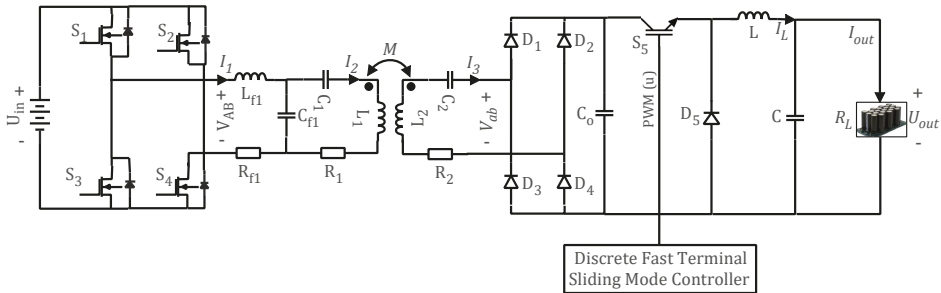 S1
S2
I1
I2
M
I3
D1
D2
S5
L
IL
Iout
Uin
+
-
VAB
+
-
Lf1
Cf1
C1
L1
L2
C2
Vab
+
-
Co
PWM (u)
D5
C
RL
Uout
+
-
S3
S4
Rf1
R1
R2
D3
D4
Discrete Fast Terminal
Sliding Mode Controller